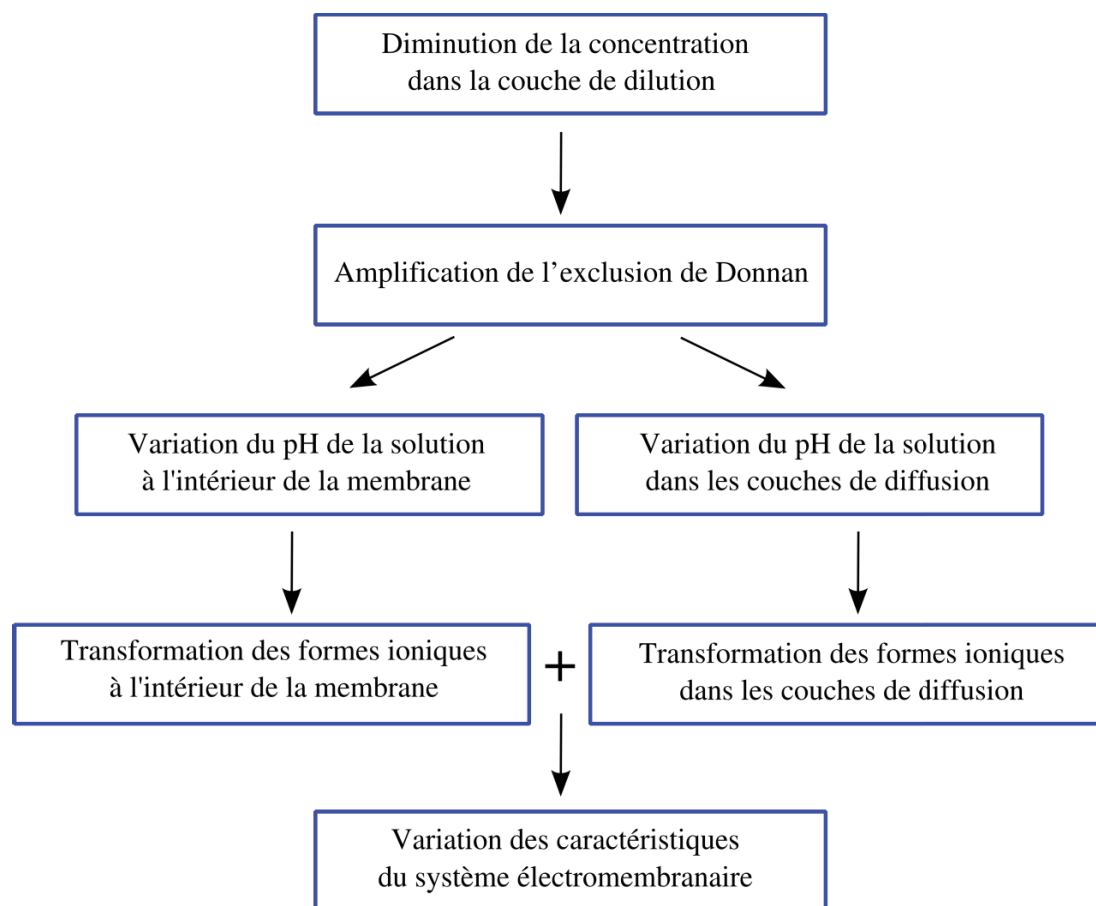 Diminution de la concentration
dans la couche de dilution
Amplification de l’exclusion de Donnan
Variation du pH de la solution
à l'intérieur de la membrane
Variation du pH de la solution
dans les couches de diffusion
Transformation des formes ioniques
à l'intérieur de la membrane
+
Transformation des formes ioniques
dans les couches de diffusion
Variation des caractéristiques
du système électromembranaire